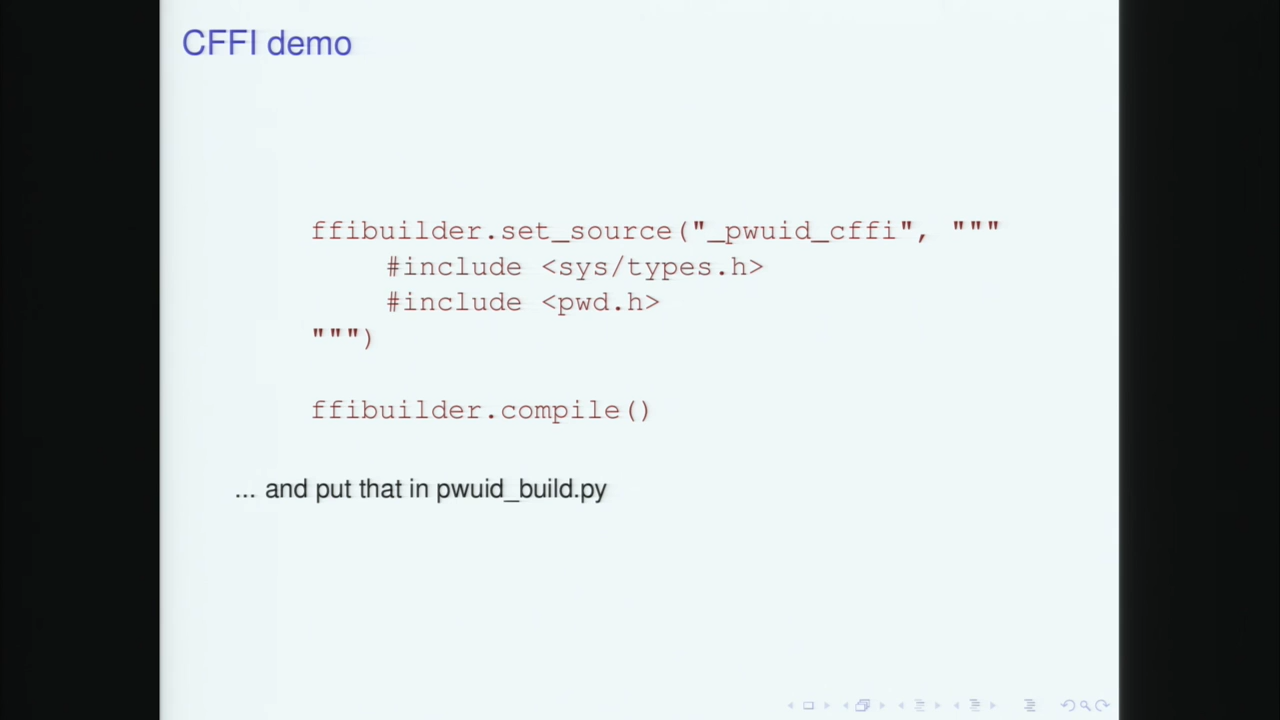 CFFI demo
ffibuilder.set_source("_pwuid_cffi", """
#include <sys/types.h>
#include <pwd.h>
""")
ffibuilder.compile()
... and put that in pwuid_build.py